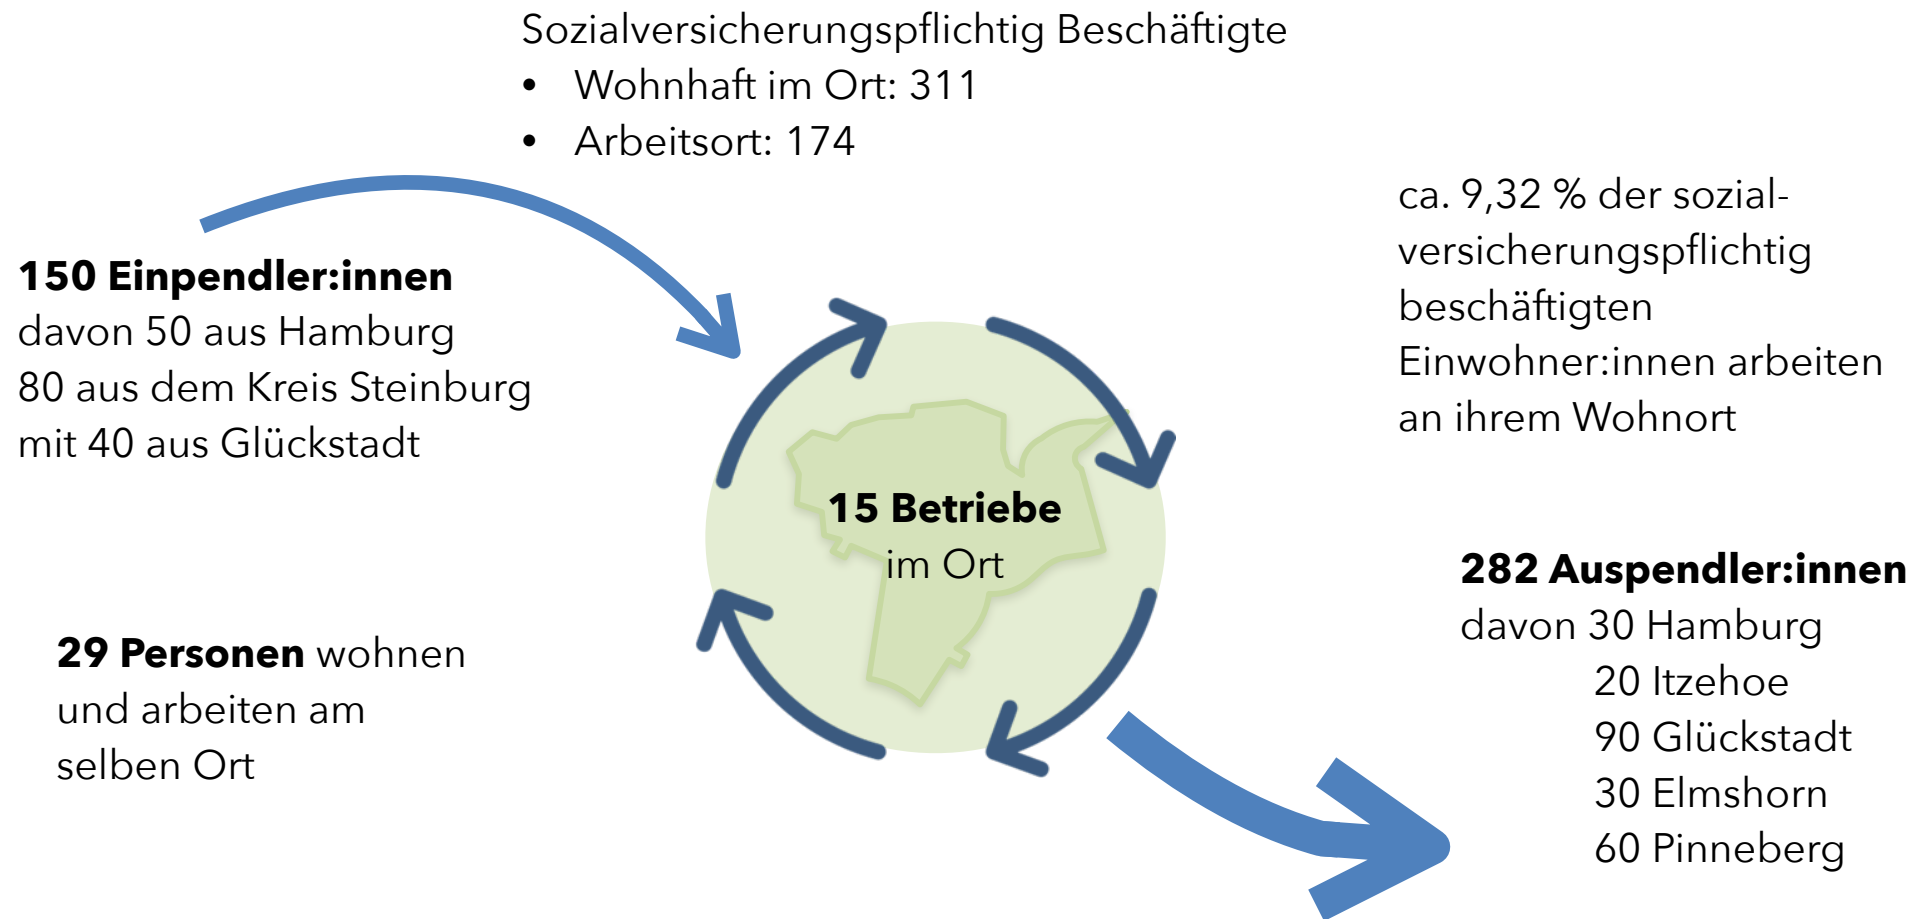 Sozialversicherungspflichtig Beschäftigte
• Wohnhaft im Ort: 311
• Arbeitsort: 174
150 Einpendler:innen
davon 50 aus Hamburg
80 aus dem Kreis Steinburg
mit 40 aus Glückstadt
ca. 9,32 % der sozial-
versicherungspflichtig
beschäftigten
Einwohner:innen arbeiten
an ihrem Wohnort
15 Betriebe
im Ort
29 Personen wohnen
und arbeiten am
selben Ort
282 Auspendler:innen
davon 30 Hamburg
20 Itzehoe
90 Glückstadt
30 Elmshorn
60 Pinneberg